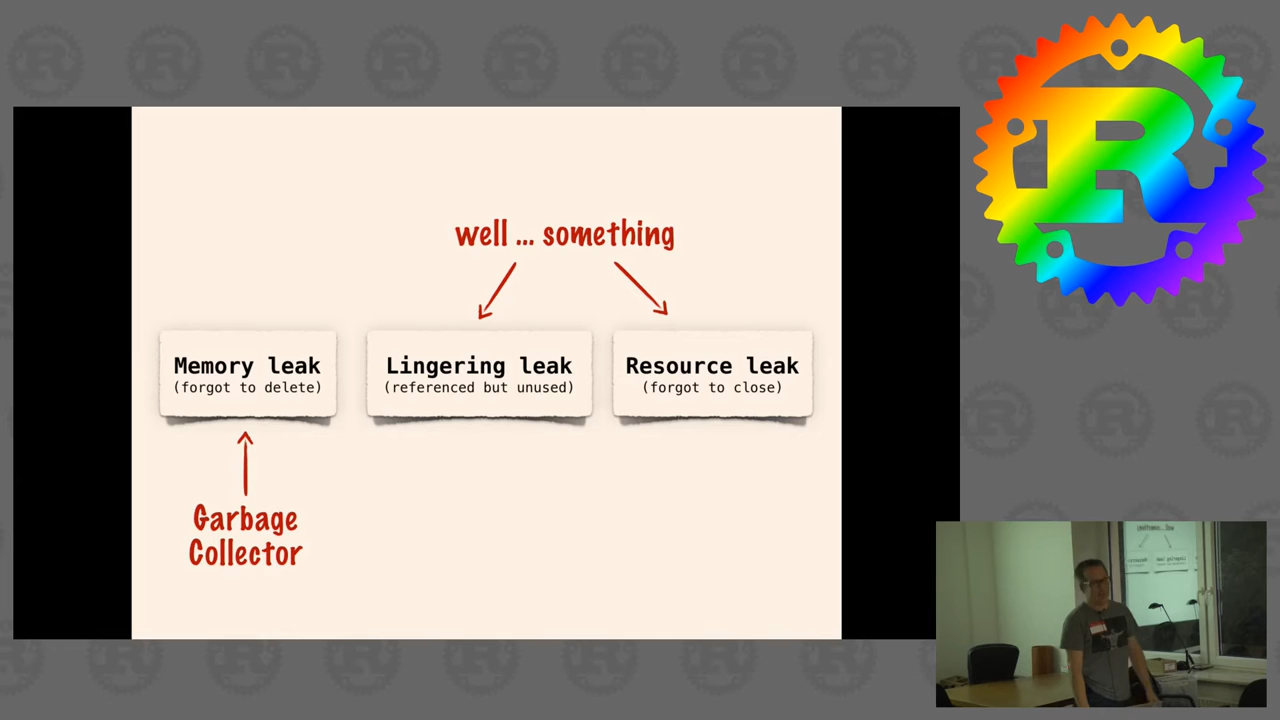 well ... something
Memory leak
(forgot to delete)
Lingering leak
(referenced but unused)
Resource leak
(forgot to close)
Garbage
Collector
R